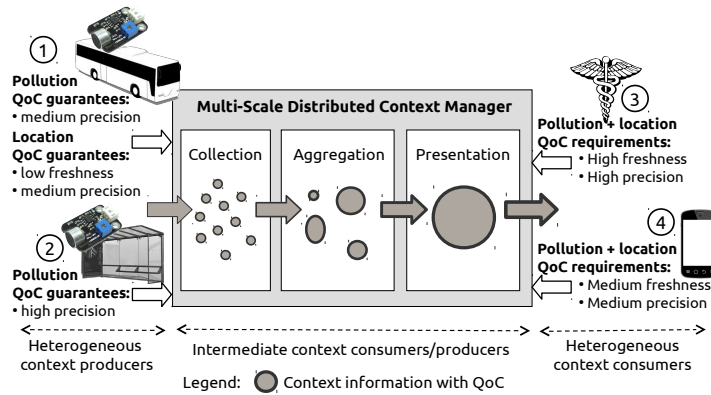 1
Pollution
QoC guarantees:
• medium precision
Location
QoC guarantees:
• low freshness
• medium precision
2
Pollution
QoC guarantees:
• high precision
Multi-Scale Distributed Context Manager
Collection
Aggregation
Presentation
3
Pollution + location
QoC requirements:
• High freshness
• High precision
4
Pollution + location
QoC requirements:
• Medium freshness
• Medium precision
Heterogeneous
context producers
Intermediate context consumers/producers
Heterogeneous
context consumers
Legend: Context information with QoC